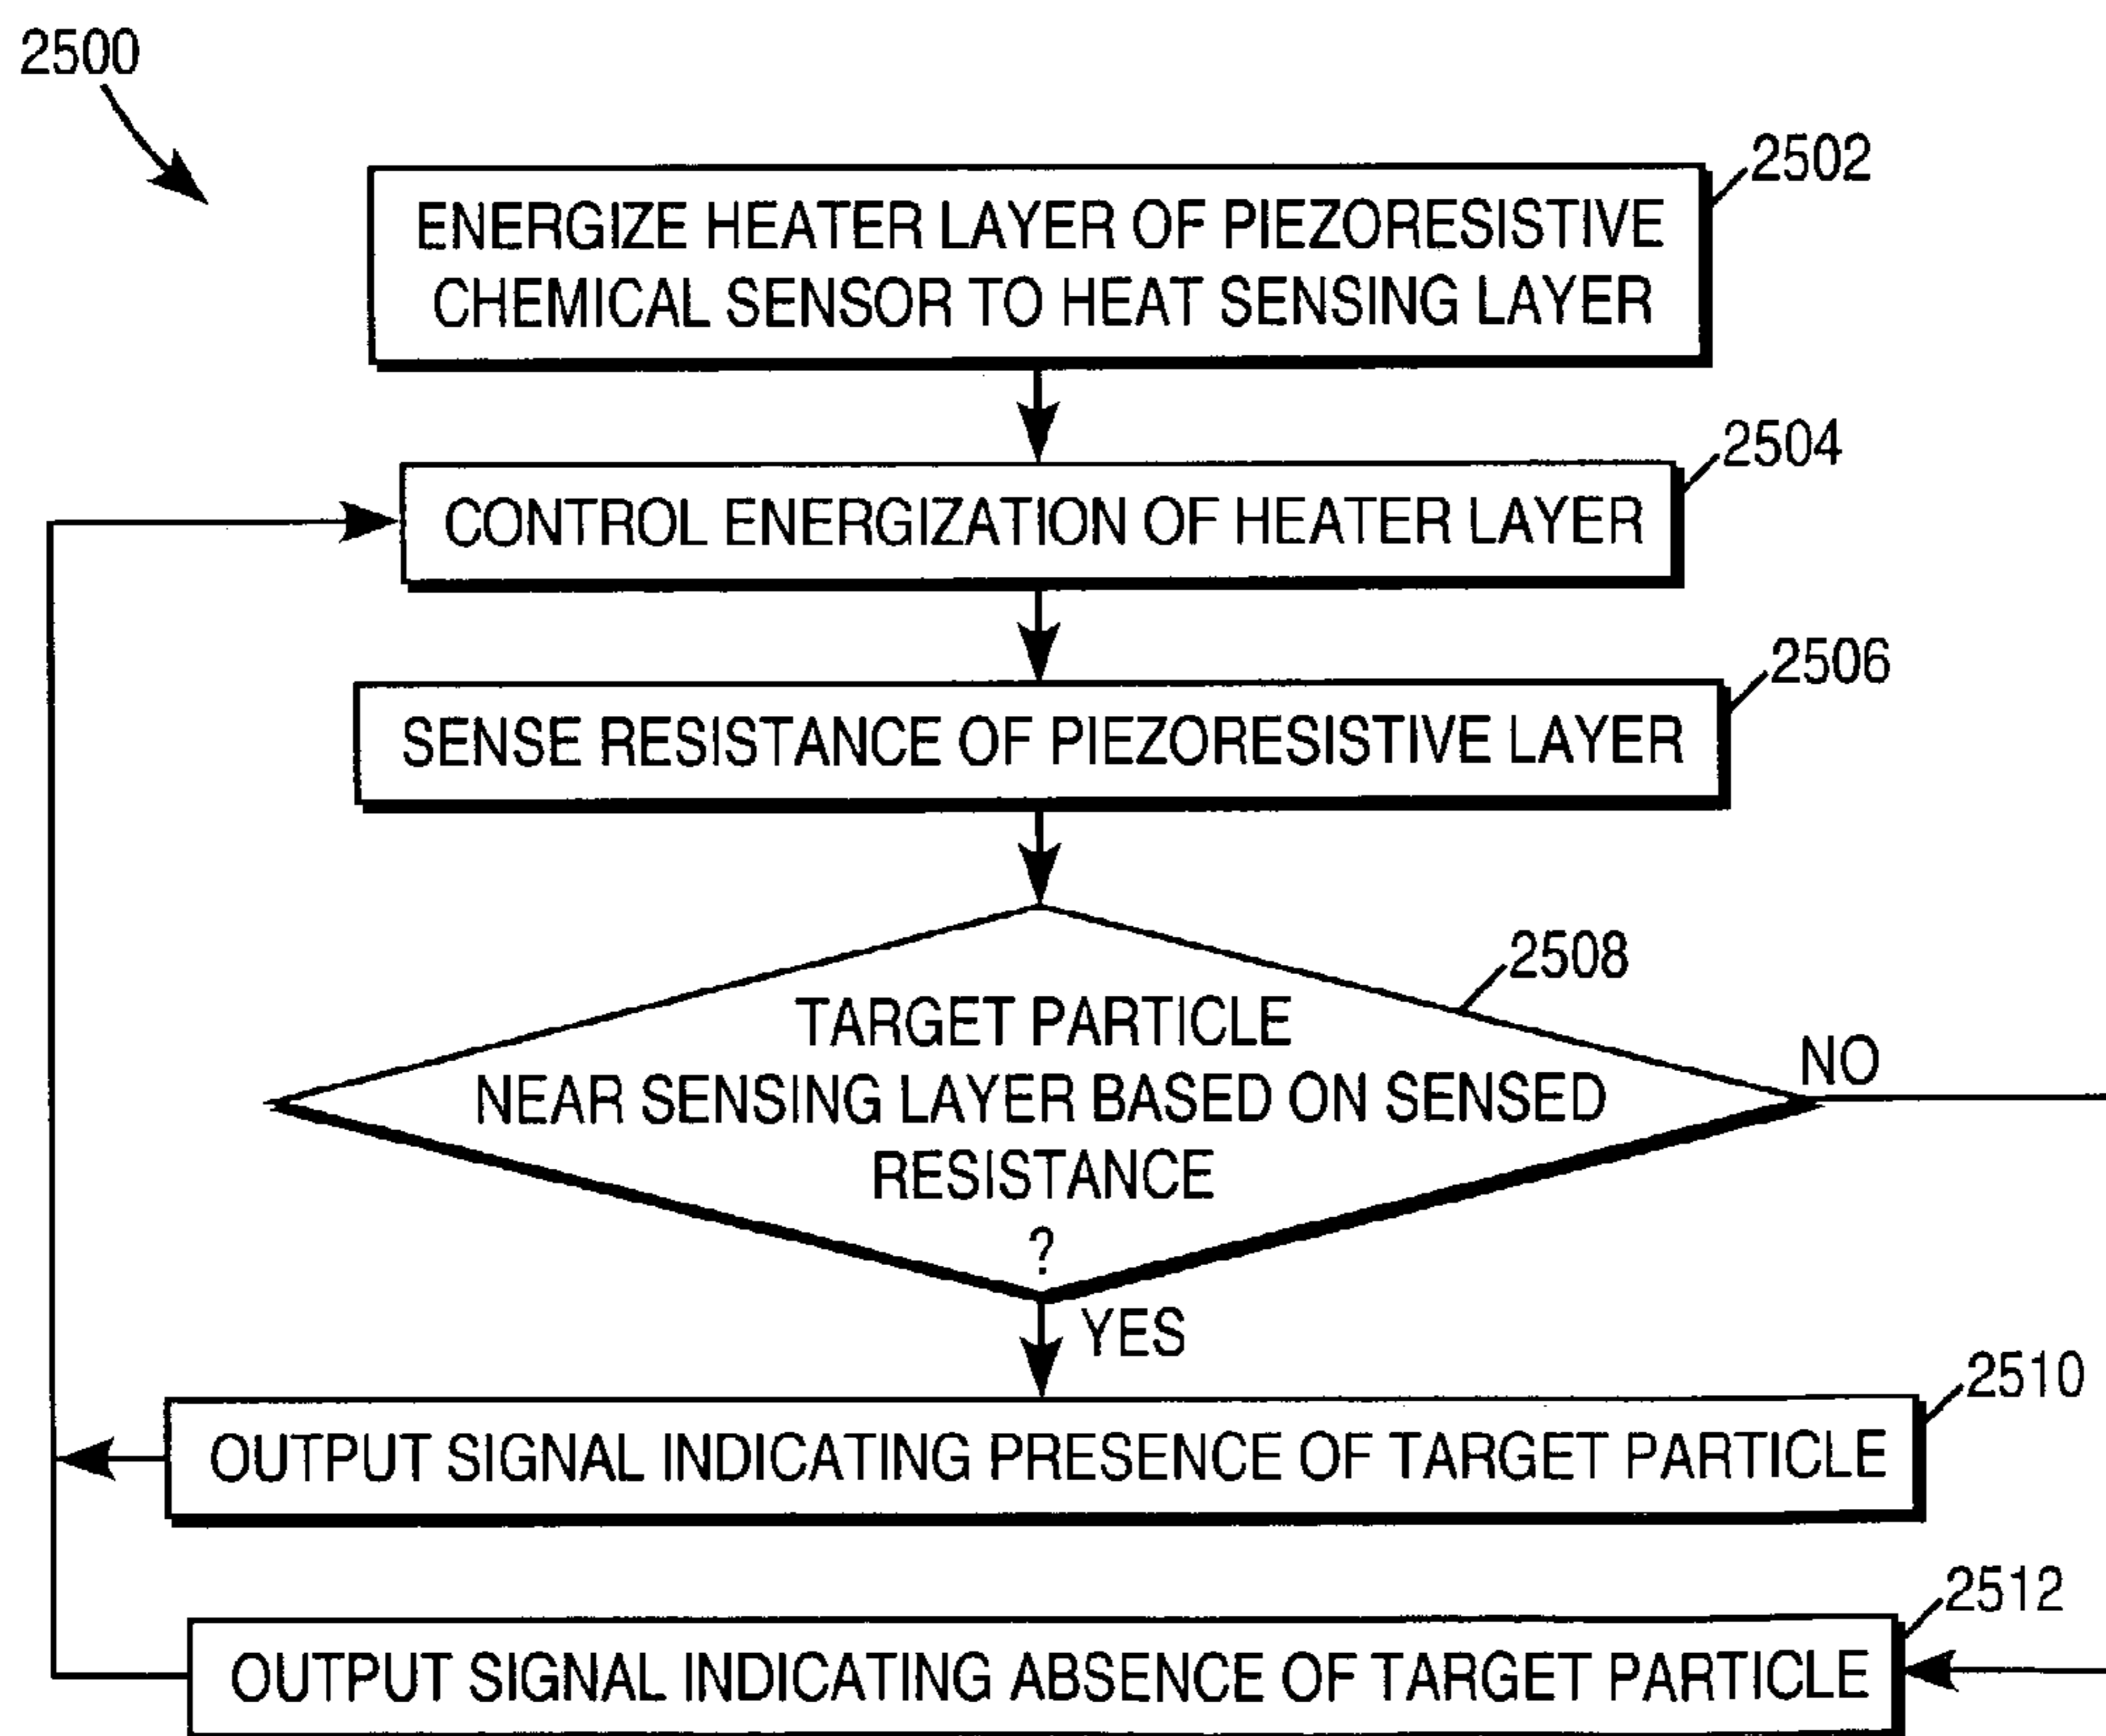 2500
2502
ENERGIZE HEATER LAYER OF PIEZORESISTIVE
CHEMICAL SENSOR TO HEAT SENSING LAYER
2504
CONTROL ENERGIZATION OF HEATER LAYER
2506
SENSE RESISTANCE OF PIEZORESISTIVE LAYER
2508
TARGET PARTICLE
NEAR SENSING LAYER BASED ON SENSED
RESISTANCE
?
NO
YES
2510
OUTPUT SIGNAL INDICATING PRESENCE OF TARGET PARTICLE
2512
OUTPUT SIGNAL INDICATING ABSENCE OF TARGET PARTICLE